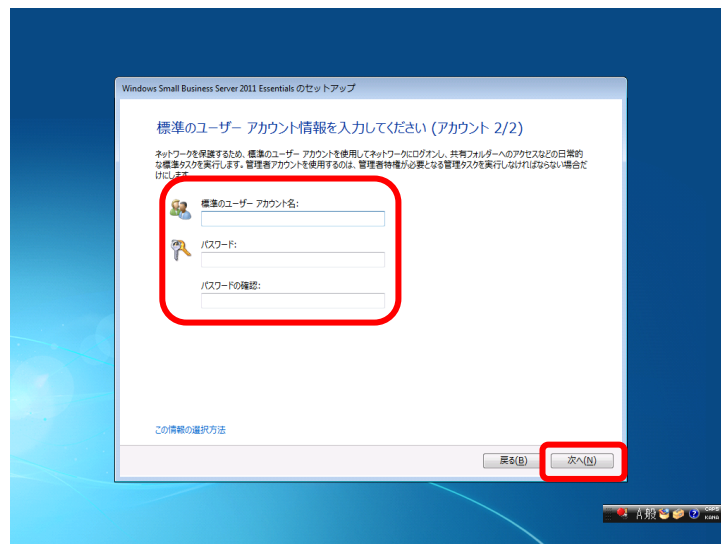 Windows Small Business Server 2011 Essentials のセットアップ
標準のユーザー アカウント情報を入力してください (アカウント 2/2)
ネットワークを保護するため、標準のユーザー アカウントを使用してネットワークにログオンし、共有フォルダーへのアクセスなどの日常的
な標準タスクを実行します。管理者アカウントを使用するのは、管理者特権が必要となる管理タスクを実行しなければならない場合だ
けにします。
標準のユーザー アカウント名:
パスワード:
パスワードの確認:
この情報の選択方法
戻る(B)
次へ(N)
A 般
CAPS
KANA